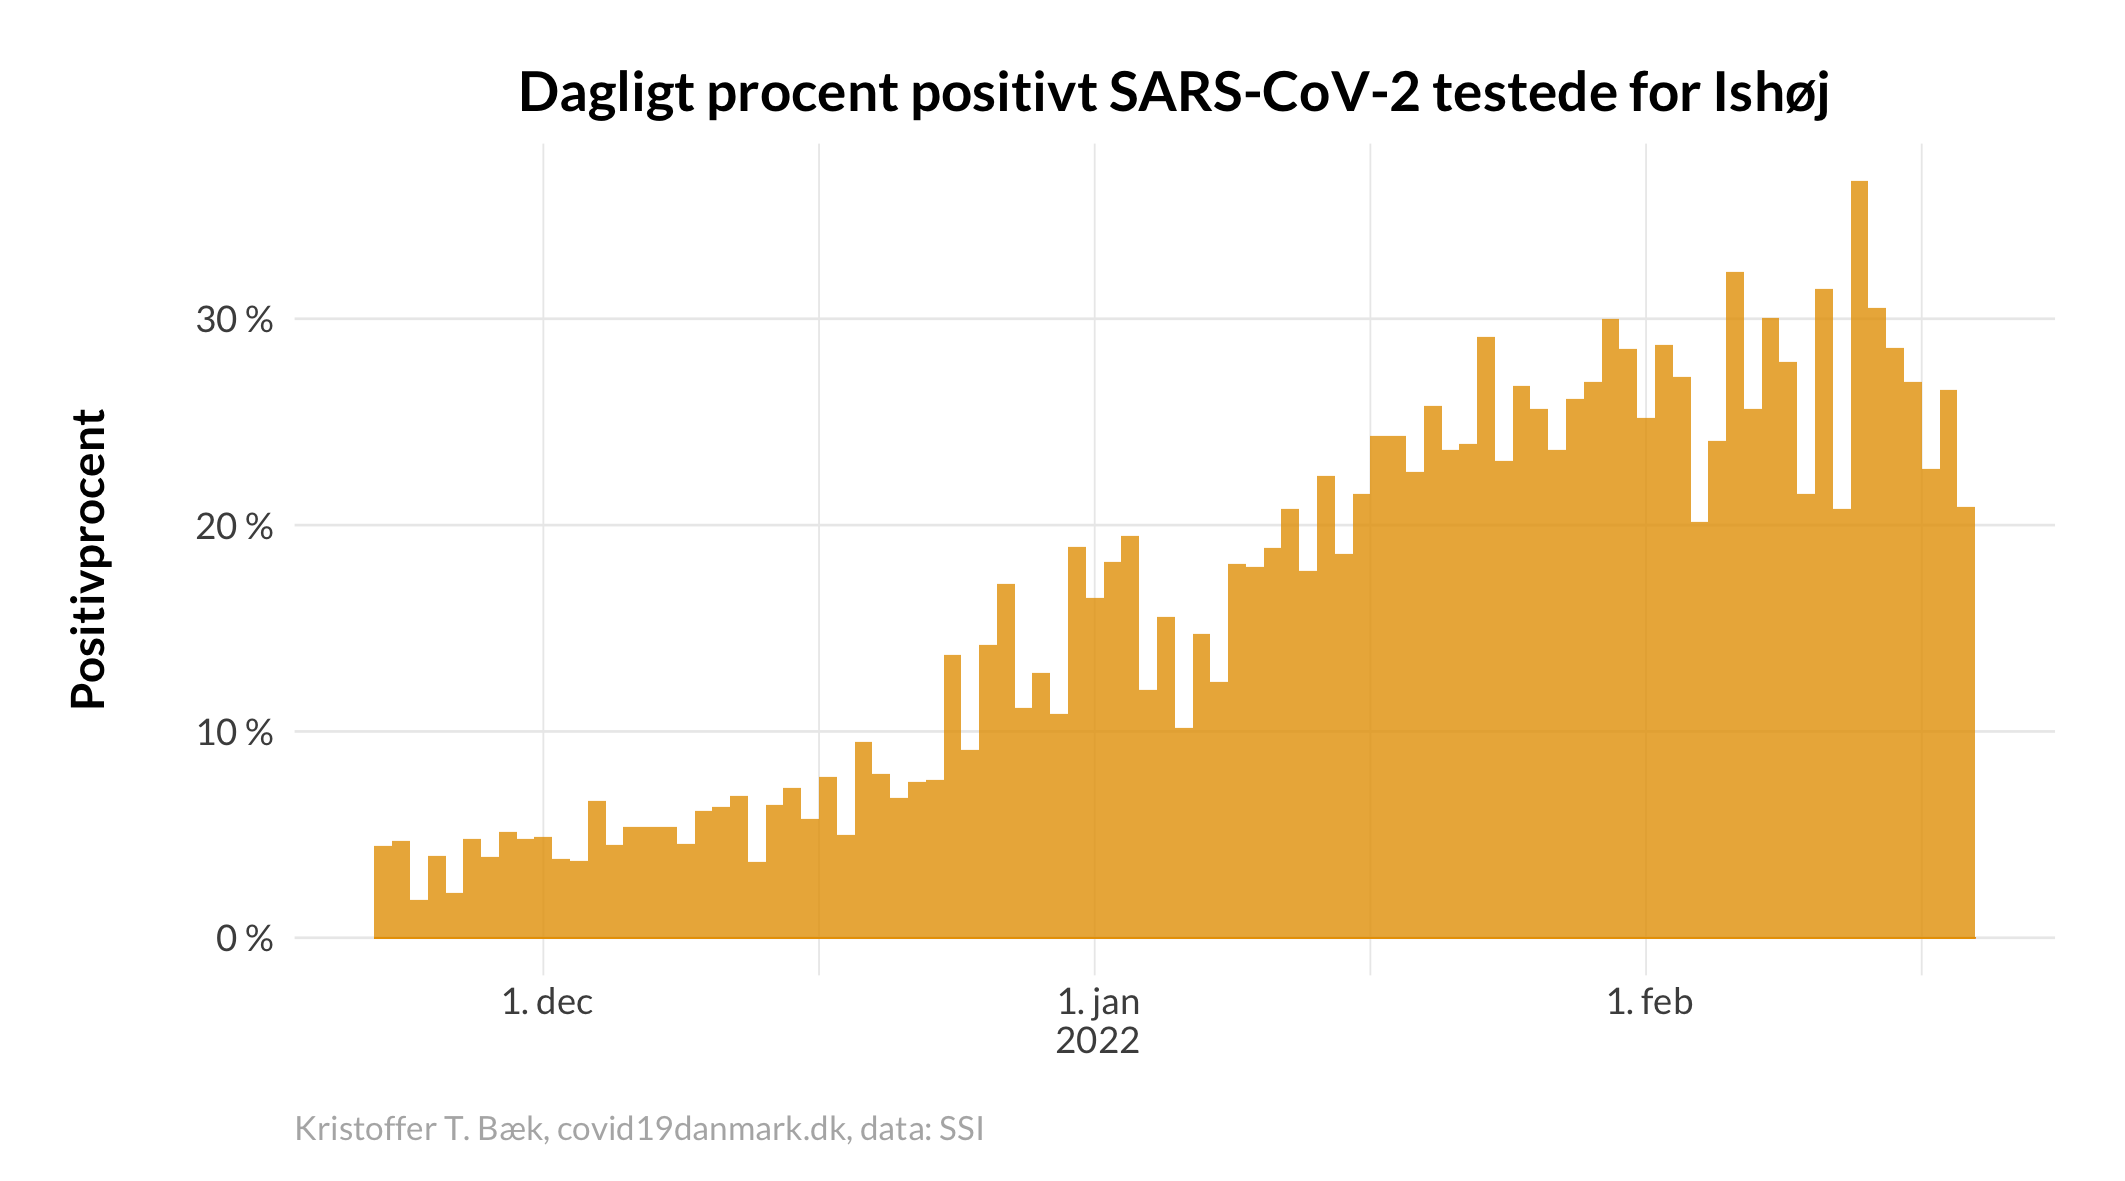 Dagligt procent positivt SARS-CoV-2 testede for Ishøj
Positivprocent
30 %
20 %
10 %
0 %
1. dec
1. jan
2022
1. feb
Kristoffer T. Bæk, covid19danmark.dk, data: SSI